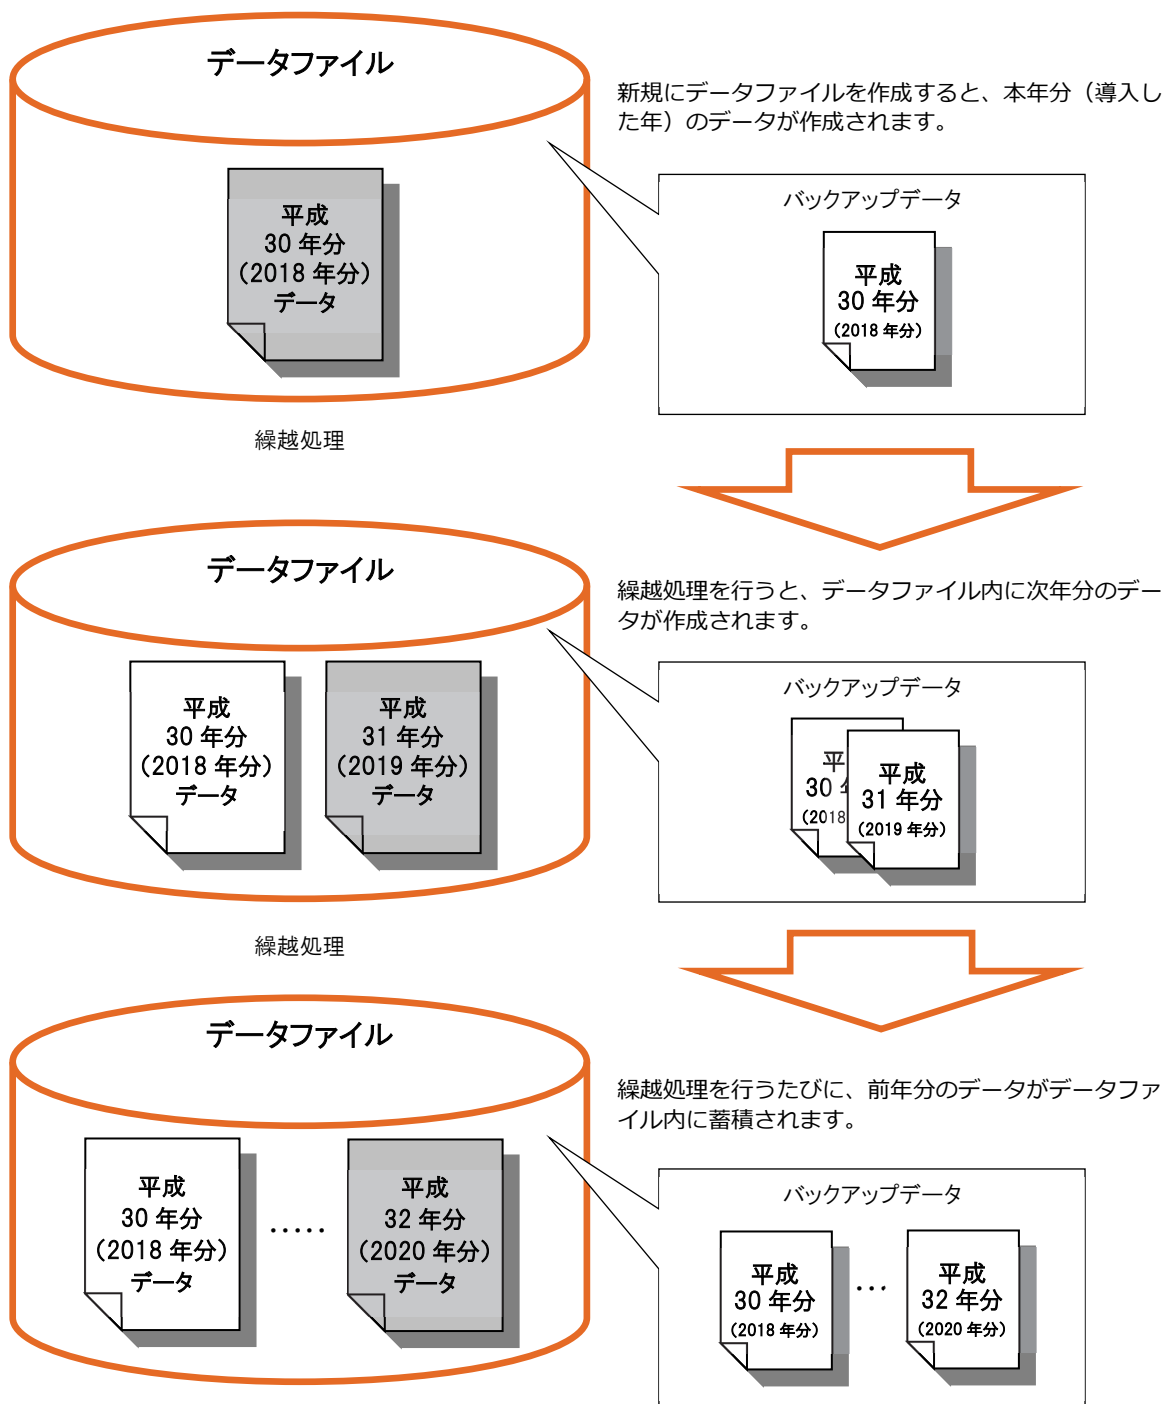 データファイル
平成
30 年分
（2018 年分）
データ
新規にデータファイルを作成すると、本年分（導入し
た年）のデータが作成されます。
バックアップデータ
平成
30 年分
（2018 年分）
繰越処理
データファイル
平成
30 年分
（2018 年分）
データ
平成
31 年分
（2019 年分）
データ
繰越処理を行うと、データファイル内に次年分のデー
タが作成されます。
バックアップデータ
平
30
（2018
平成
31 年分
（2019 年分）
繰越処理
データファイル
平成
30 年分
（2018 年分）
データ
・・・・・
平成
32 年分
（2020 年分）
データ
繰越処理を行うたびに、前年分のデータがデータファ
イル内に蓄積されます。
バックアップデータ
平成
30 年分
（2018 年分）
・・・
平成
32 年分
（2020 年分）